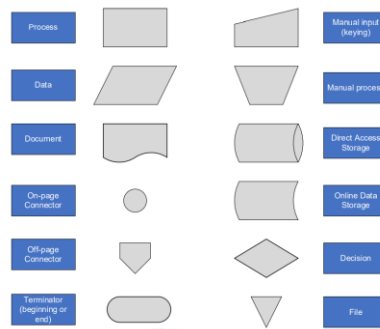 Process
Manual input
(keying)
Data
Manual process
Document
Direct Access
Storage
On-page
Connector
Online Data
Storage
Off-page
Connector
Decision
Terminator
(beginning or
end)
File